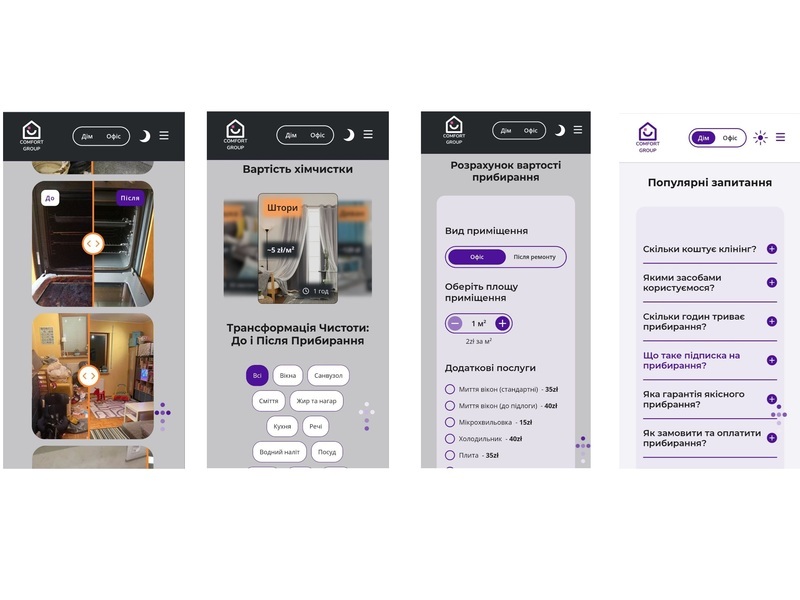 COMFORT
GROUP
Дім Офіс
До Після
COMFORT
GROUP
Дім Офіс
Вартість хімчистки
Штори
~5 zł/м²
1 год
Трансформація Чистоти:
До і Після Прибирання
Всі Вікна Санвузол
Сміття Жир та нагар
Кухня Речі
Водний наліт Посуд
COMFORT
GROUP
Дім Офіс
Розрахунок вартості
прибирання
Вид приміщення
Офіс Після ремонту
Оберіть площу
приміщення
1 м²
2zł за м²
Додаткові послуги
Миття вікон (стандартні) - 35zł
Миття вікон (до підлоги) - 40zł
Мікрохвильовка - 15zł
Холодильник - 40zł
Плита - 35zł
COMFORT
GROUP
Дім Офіс
Популярні запитання
Скільки коштує клінінг?
Якими засобами
користуємося?
Скільки годин триває
прибирання?
Що таке підписка на
прибирання?
Яка гарантія якісного
прибрання?
Як замовити та оплатити
прибирання?